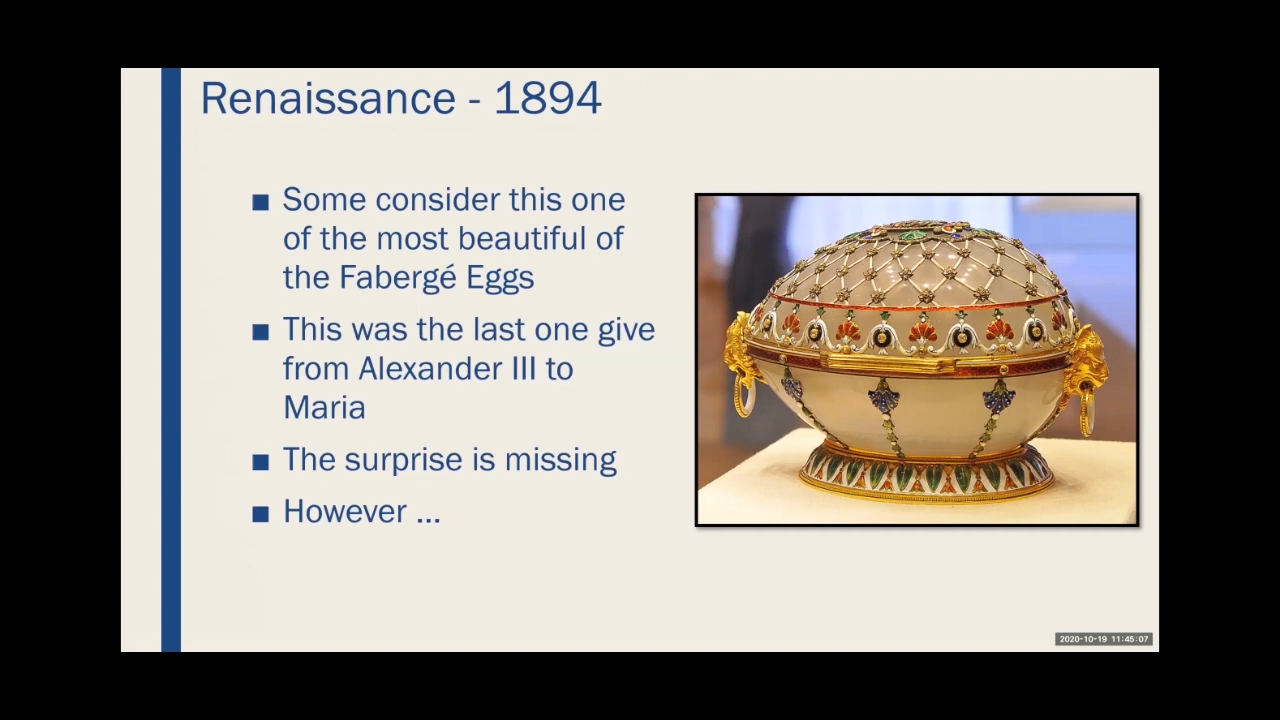 Renaissance - 1894
■ Some consider this one
of the most beautiful of
the Fabergé Eggs
■ This was the last one give
from Alexander III to
Maria
■ The surprise is missing
■ However ...
2020-10-19 11:45:07